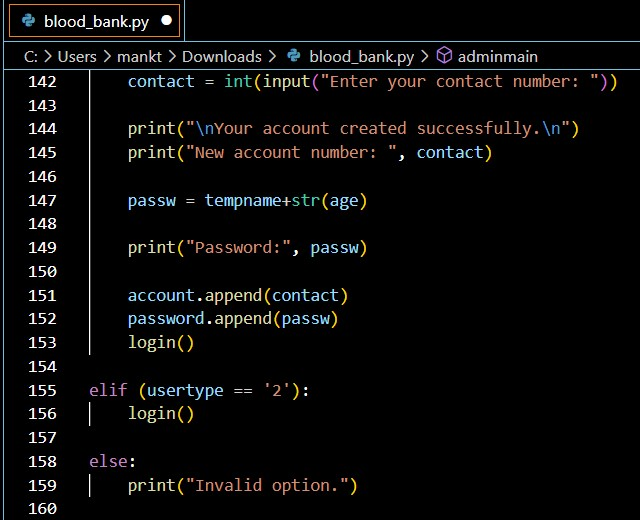 blood_bank.py
C: > Users > mankt > Downloads > blood_bank.py > adminmain
142 contact = int(input("Enter your contact number: "))
143
144 print("\nYour account created successfully.\n")
145 print("New account number: ", contact)
146
147 passw = tempname+str(age)
148
149 print("Password:", passw)
150
151 account.append(contact)
152 password.append(passw)
153 login()
154
155 elif (usertype == '2'):
156 login()
157
158 else:
159 print("Invalid option.")
160